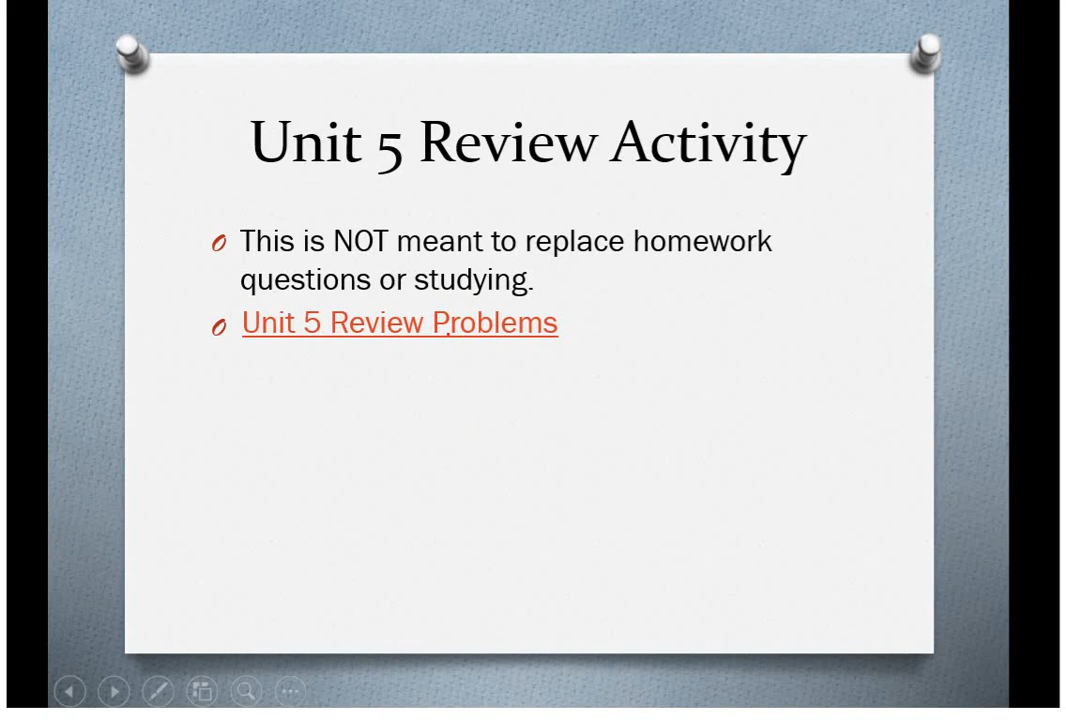 Unit 5 Review Activity
This is NOT meant to replace homework
questions or studying.
Unit 5 Review Problems